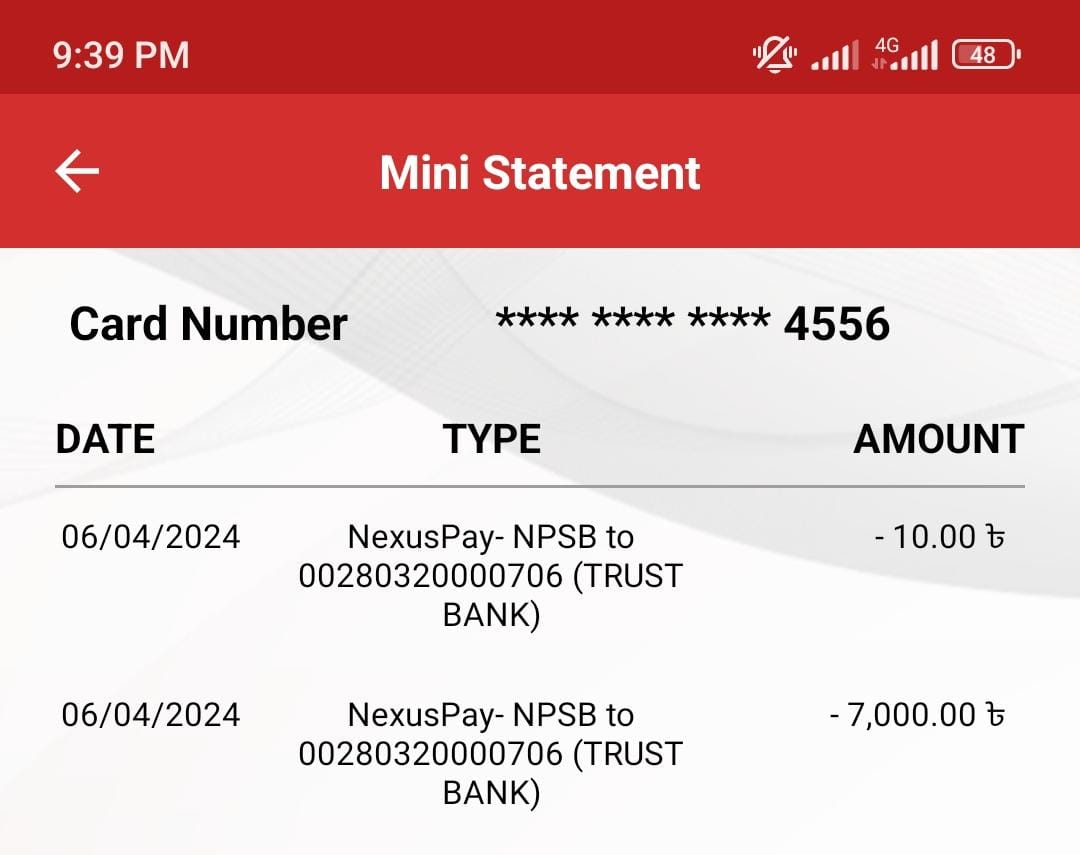 9:39 PM 4G 48
Mini Statement
Card Number **** **** **** 4556
DATE TYPE AMOUNT
06/04/2024 NexusPay- NPSB to - 10.00 ৳
00280320000706 (TRUST
BANK)
06/04/2024 NexusPay- NPSB to - 7,000.00 ৳
00280320000706 (TRUST
BANK)